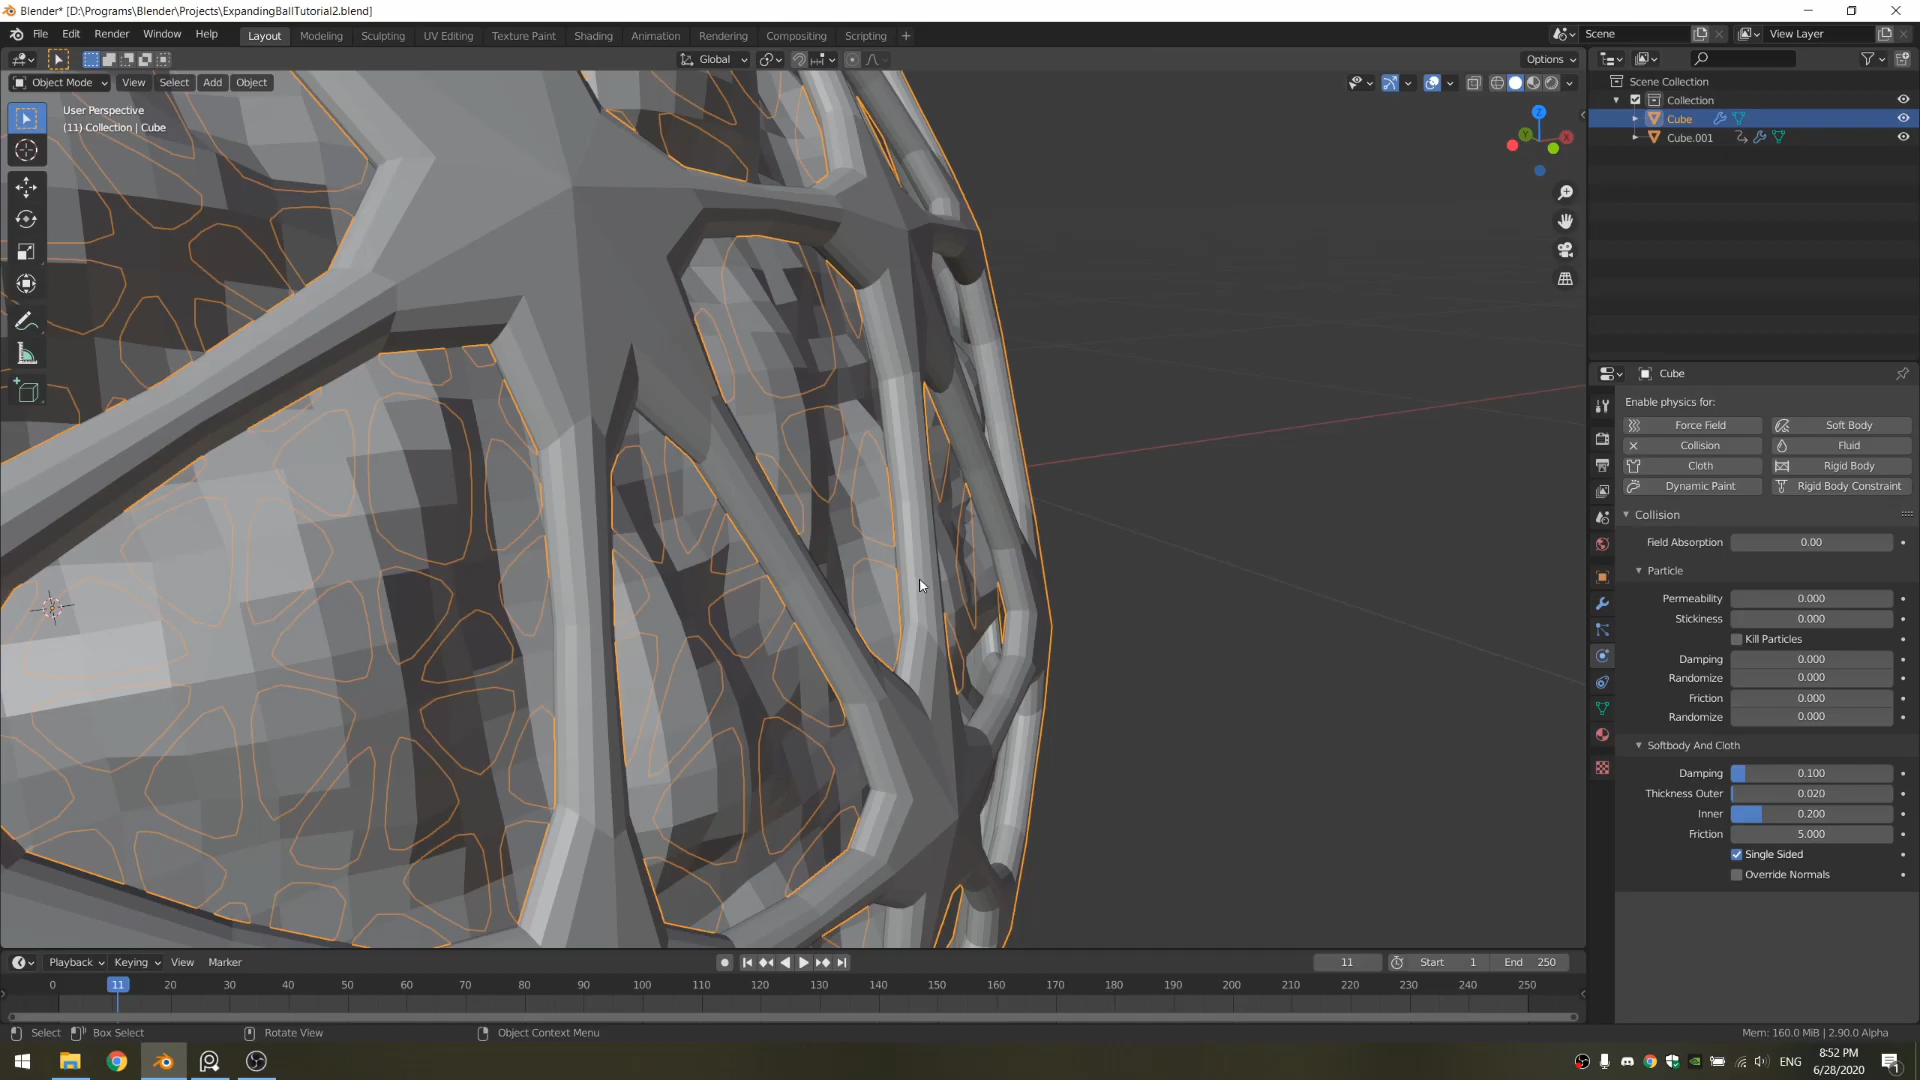 Blender* [D:\Programs\Blender\Projects\ExpandingBallTutorial2.blend]
File Edit Render Window Help Layout Modeling Sculpting UV Editing Texture Paint Shading Animation Rendering Compositing Scripting + Scene View Layer
Global Options
Object Mode View Select Add Object
User Perspective
(11) Collection | Cube
Z
Y X
Scene Collection
Collection
Cube
Cube.001
Cube
Enable physics for:
Force Field Soft Body
Collision Fluid
Cloth Rigid Body
Dynamic Paint Rigid Body Constraint
Collision
Field Absorption 0.00
Particle
Permeability 0.000
Stickiness 0.000
Kill Particles
Damping 0.000
Randomize 0.000
Friction 0.000
Randomize 0.000
Softbody And Cloth
Damping 0.100
Thickness Outer 0.020
Inner 0.200
Friction 5.000
Single Sided
Override Normals
Playback Keying View Marker 11 Start 1 End 250
0 11 20 30 40 50 60 70 80 90 100 110 120 130 140 150 160 170 180 190 200 210 220 230 240 250
Select Box Select Rotate View Object Context Menu Mem: 160.0 MiB | 2.90.0 Alpha
ENG
8:52 PM
6/28/2020
1